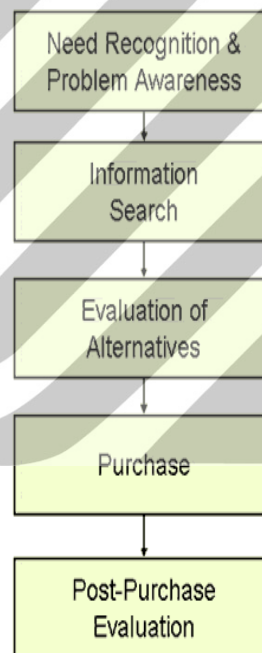 Need Recognition &
Problem Awareness
Information
Search
Evaluation of
Alternatives
Purchase
Post-Purchase
Evaluation